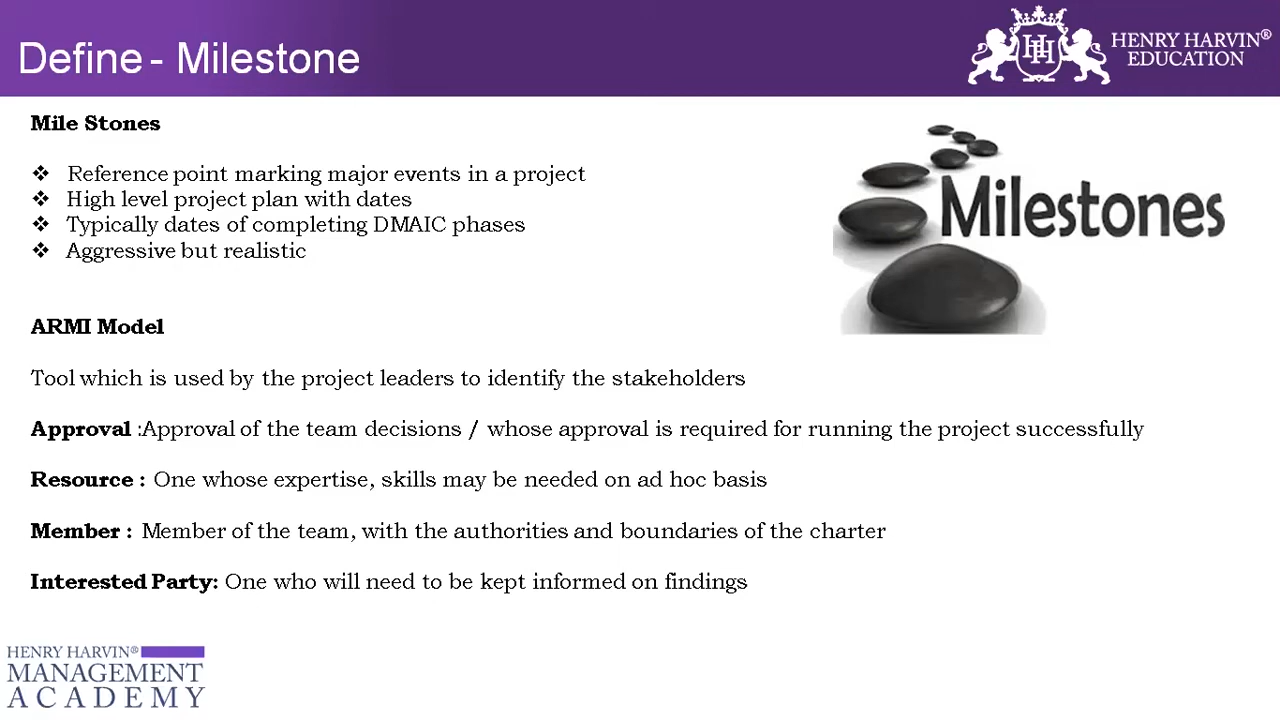 Define - Milestone
HENRY HARVIN®
EDUCATION
Mile Stones
❖ Reference point marking major events in a project
❖ High level project plan with dates
❖ Typically dates of completing DMAIC phases
❖ Aggressive but realistic
Milestones
ARMI Model
Tool which is used by the project leaders to identify the stakeholders
Approval :Approval of the team decisions / whose approval is required for running the project successfully
Resource : One whose expertise, skills may be needed on ad hoc basis
Member : Member of the team, with the authorities and boundaries of the charter
Interested Party: One who will need to be kept informed on findings
HENRY HARVIN®
MANAGEMENT
ACADEMY